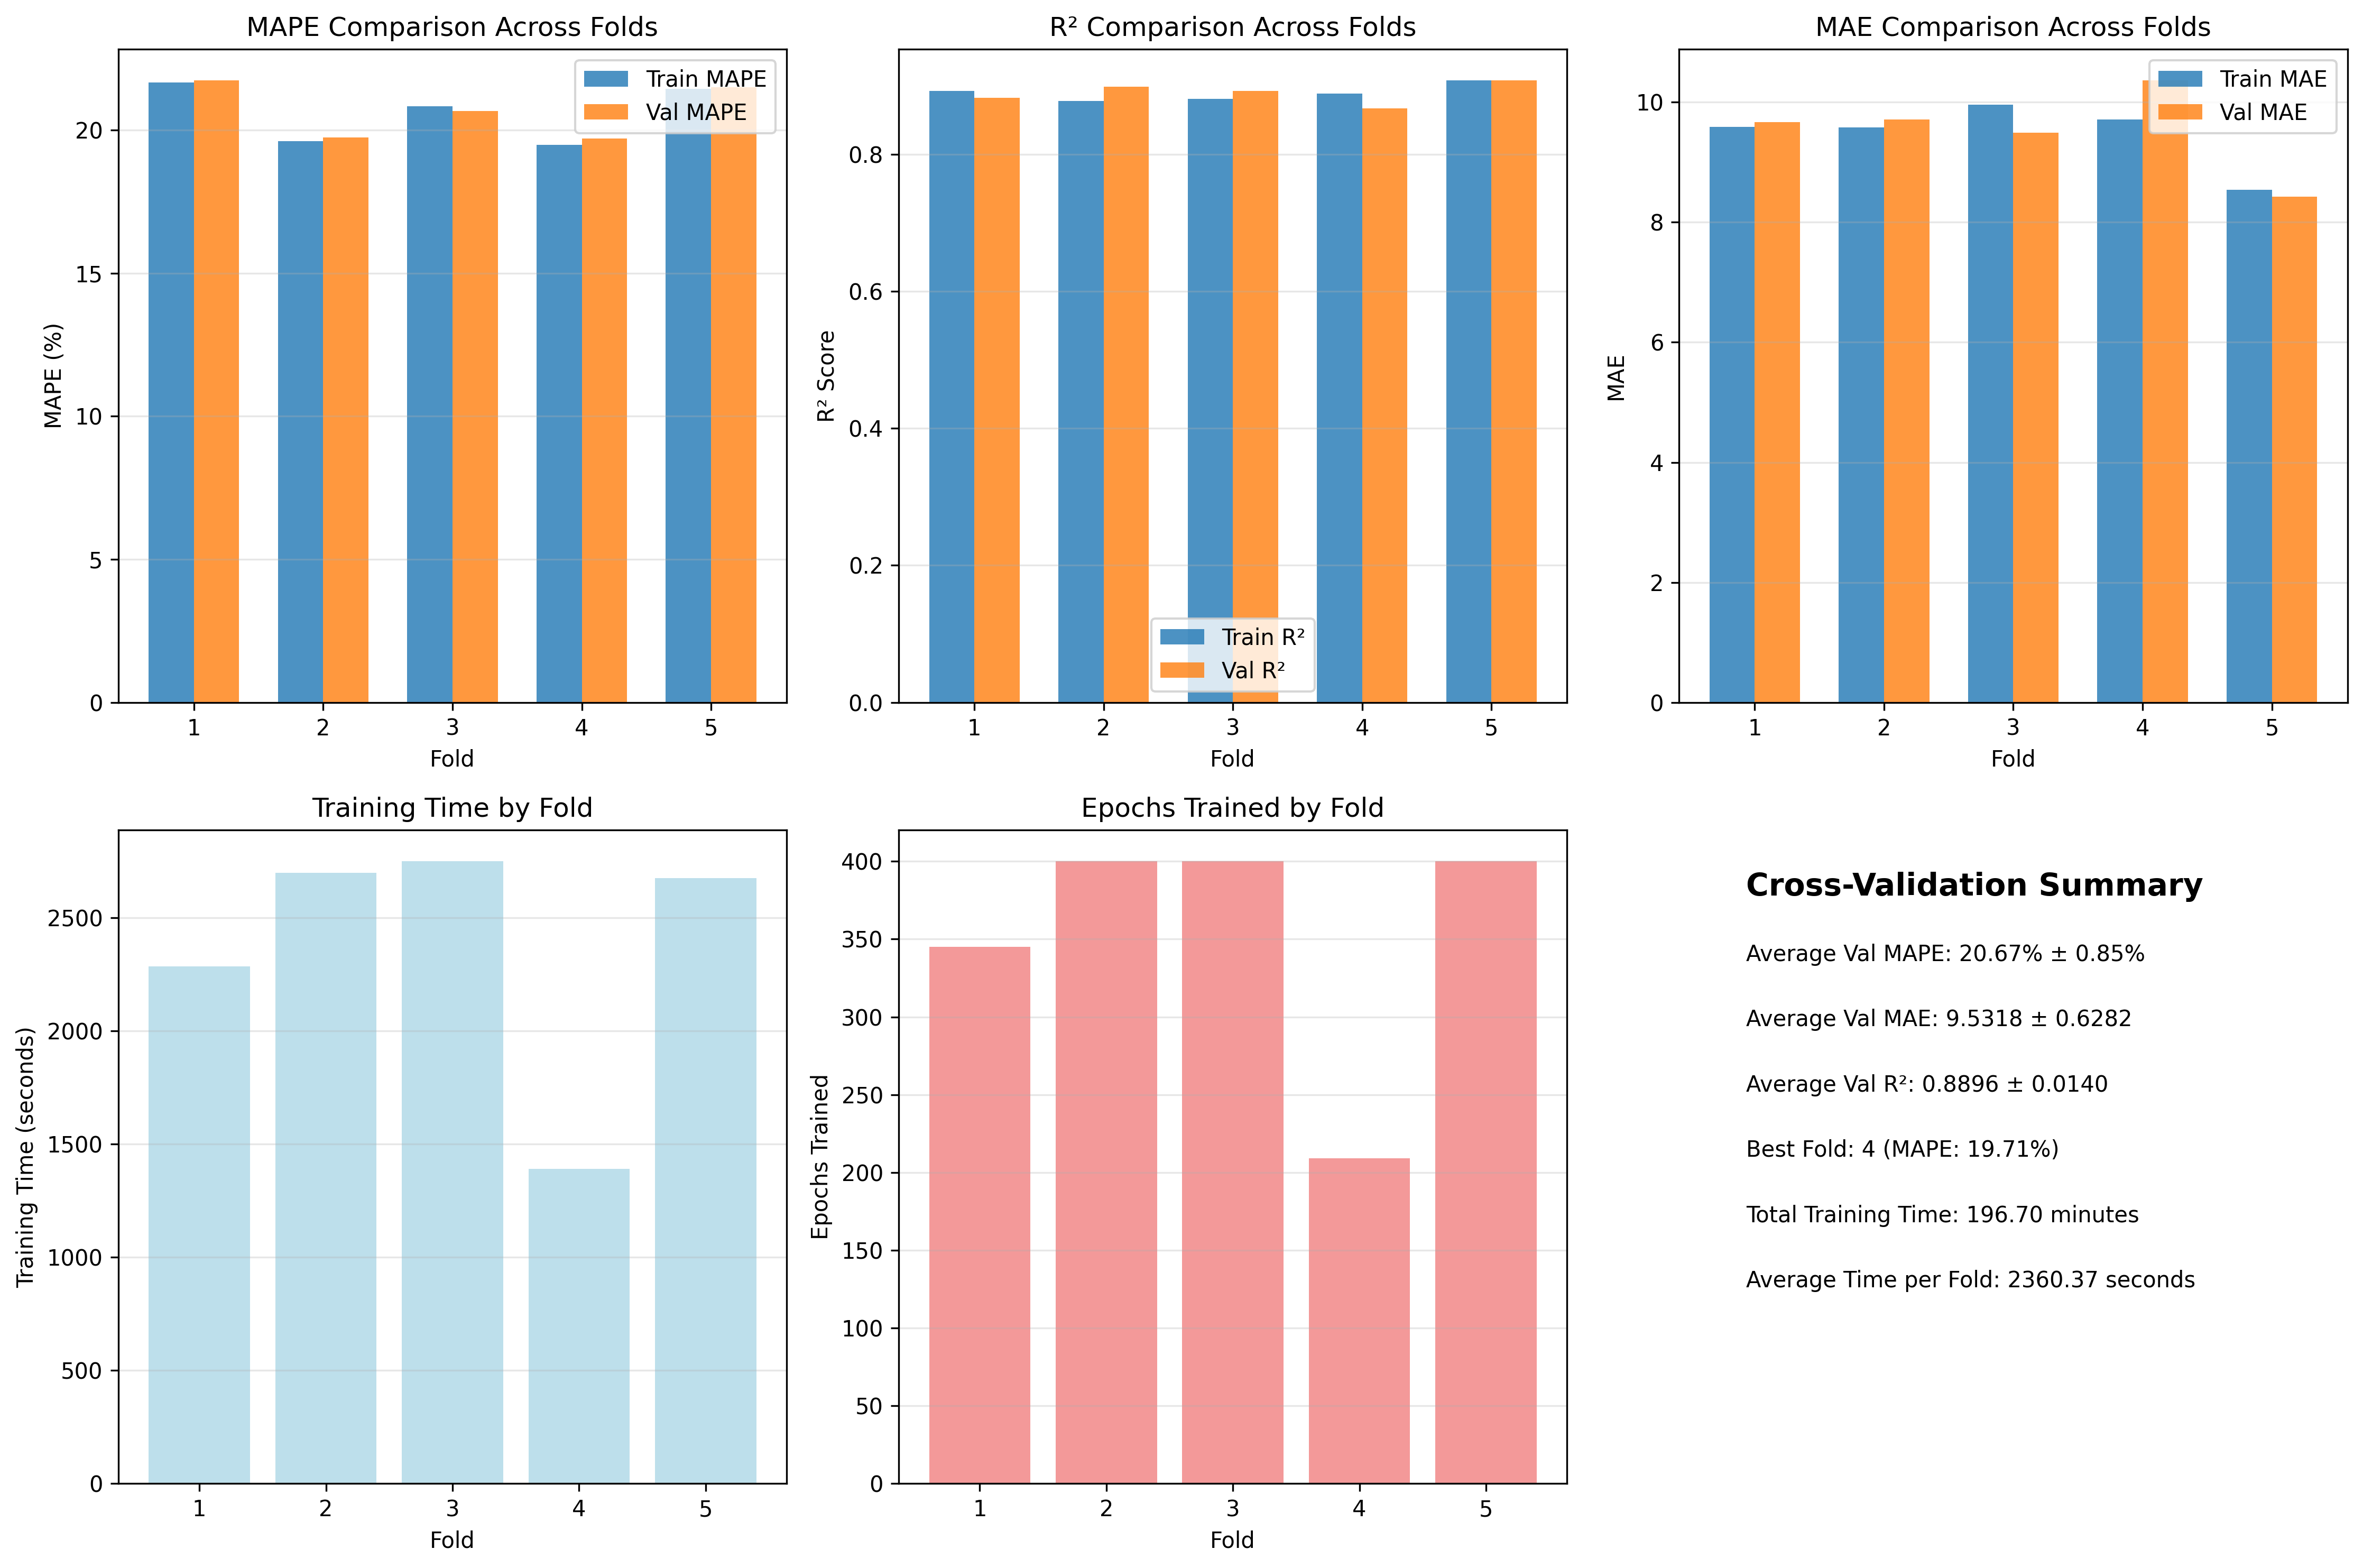 MAPE Comparison Across Folds
MAPE (%)
20
15
10
5
0
Train MAPE
Val MAPE
1 2 3 4 5
Fold
R² Comparison Across Folds
R² Score
0.8
0.6
0.4
0.2
0.0
Train R²
Val R²
1 2 3 4 5
Fold
MAE Comparison Across Folds
MAE
10
8
6
4
2
0
Train MAE
Val MAE
1 2 3 4 5
Fold
Training Time by Fold
Training Time (seconds)
2500
2000
1500
1000
500
0
1 2 3 4 5
Fold
Epochs Trained by Fold
Epochs Trained
400
350
300
250
200
150
100
50
0
1 2 3 4 5
Fold
Cross-Validation Summary
Average Val MAPE: 20.67% ± 0.85%
Average Val MAE: 9.5318 ± 0.6282
Average Val R²: 0.8896 ± 0.0140
Best Fold: 4 (MAPE: 19.71%)
Total Training Time: 196.70 minutes
Average Time per Fold: 2360.37 seconds